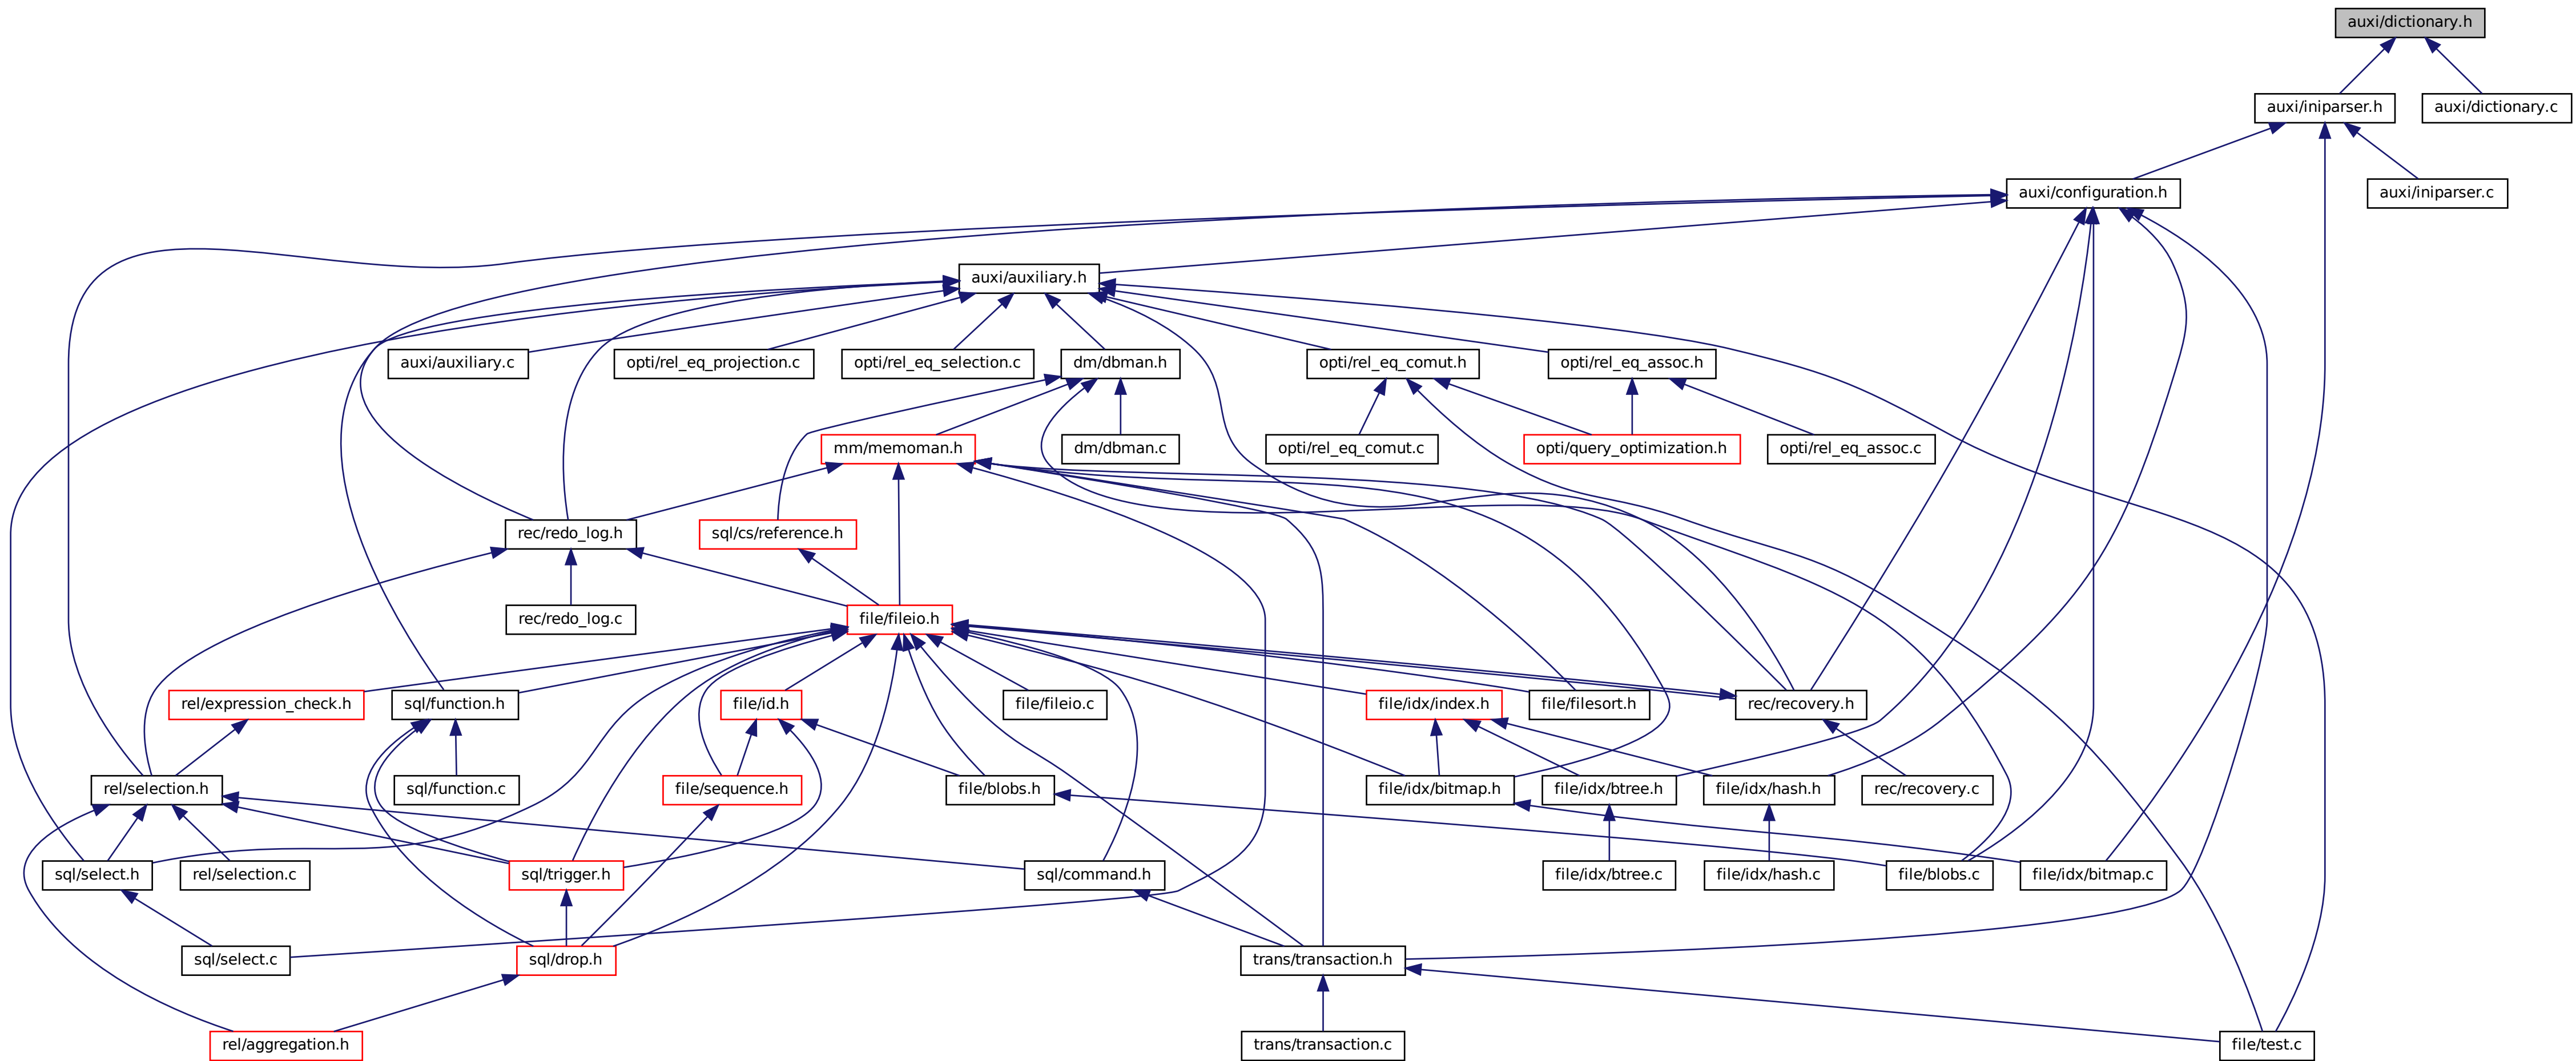 auxi/dictionary.h
auxi/iniparser.h
auxi/dictionary.c
auxi/configuration.h
auxi/iniparser.c
auxi/auxiliary.h
auxi/auxiliary.c
opti/rel_eq_projection.c
opti/rel_eq_selection.c
dm/dbman.h
opti/rel_eq_comut.h
opti/rel_eq_assoc.h
mm/memoman.h
dm/dbman.c
opti/rel_eq_comut.c
opti/query_optimization.h
opti/rel_eq_assoc.c
rec/redo_log.h
sql/cs/reference.h
rec/redo_log.c
file/fileio.h
rel/expression_check.h
sql/function.h
file/id.h
file/fileio.c
file/idx/index.h
file/filesort.h
rec/recovery.h
rel/selection.h
sql/function.c
file/sequence.h
file/blobs.h
file/idx/bitmap.h
file/idx/btree.h
file/idx/hash.h
rec/recovery.c
sql/select.h
rel/selection.c
sql/trigger.h
sql/command.h
file/idx/btree.c
file/idx/hash.c
file/blobs.c
file/idx/bitmap.c
sql/select.c
sql/drop.h
trans/transaction.h
rel/aggregation.h
trans/transaction.c
file/test.c